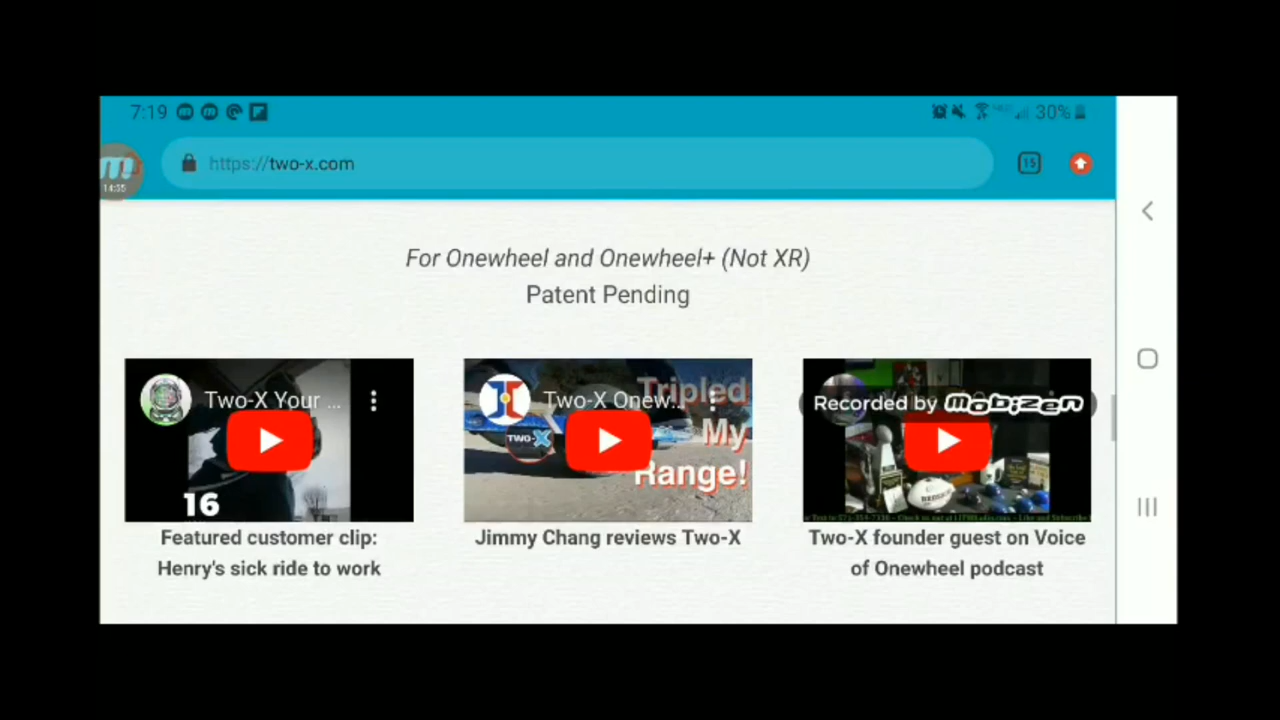 7:19
30%
14:55
https://two-x.com
15
For Onewheel and Onewheel+ (Not XR)
Patent Pending
Two-X Your ...
16
Two-X Onew...
Tripled
My
Range!
TWO-X
Recorded by mobizen
Featured customer clip:
Henry's sick ride to work
Jimmy Chang reviews Two-X
Two-X founder guest on Voice
of Onewheel podcast